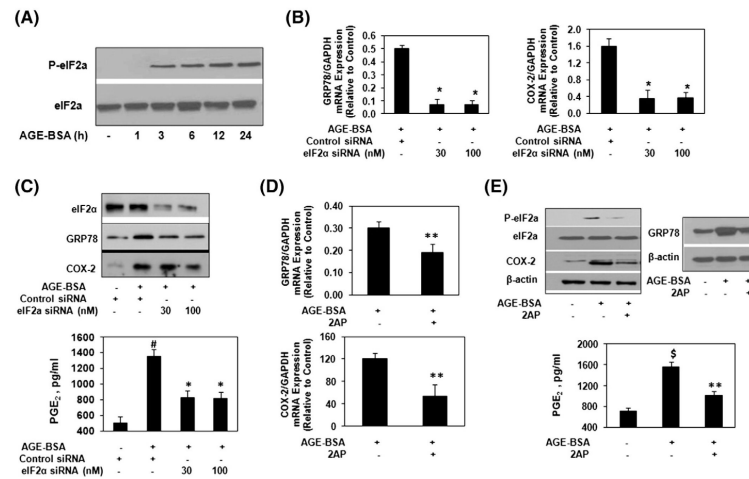 (A)
P-eIF2a
eIF2a
AGE-BSA (h) - 1 3 6 12 24
(B)
GRP78/GAPDH
mRNA Expression
(Relative to Control)
0.6
0.5
0.4
0.3
0.2
0.1
0.0
* *
AGE-BSA + + +
Control siRNA + - -
eIF2α siRNA (nM) - 30 100
COX-2/GAPDH
mRNA Expression
(Relative to Control)
2.0
1.6
1.2
0.8
0.4
0.0
* *
AGE-BSA + + +
Control siRNA + - -
eIF2α siRNA (nM) - 30 100
(C)
eIF2α
GRP78
COX-2
AGE-BSA - + + +
Control siRNA + + - -
eIF2a siRNA (nM) - - 30 100
PGE2, pg/ml
1600
1400
1200
1000
800
600
400
# * *
AGE-BSA - + + +
Control siRNA + + - -
eIF2α siRNA (nM) - - 30 100
(D)
GRP78/GAPDH
mRNA Expression
(Relative to Control)
0.40
0.30
0.20
0.10
0.00
**
AGE-BSA + +
2AP - +
COX-2/GAPDH
mRNA Expression
(Relative to Control)
160
120
80
40
0
**
AGE-BSA + +
2AP - +
(E)
P-eIF2a
eIF2a
COX-2
β-actin
AGE-BSA - + +
2AP - - +
GRP78
β-actin
AGE-BSA - + +
2AP - - +
PGE2, pg/ml
2000
1600
1200
800
400
$ **
AGE-BSA - + +
2AP - - +